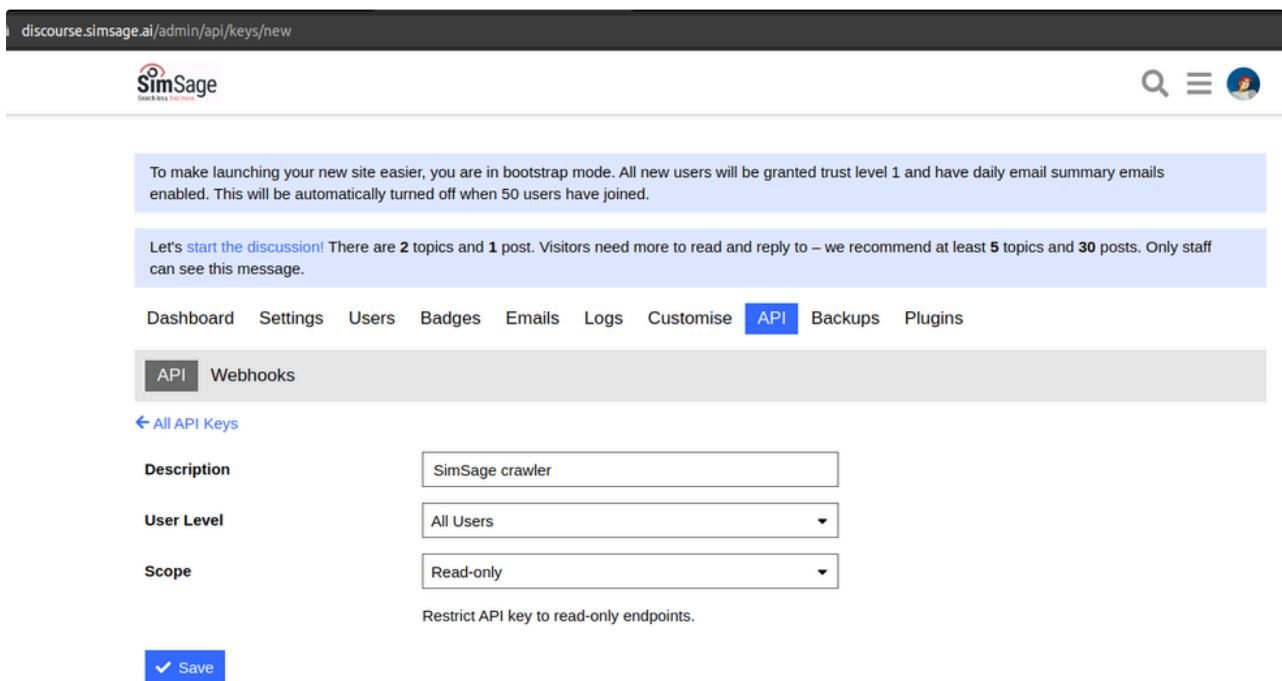 discourse.simsage.ai/admin/api/keys/new
SimSage
Search less, find more.
To make launching your new site easier, you are in bootstrap mode. All new users will be granted trust level 1 and have daily email summary emails
enabled. This will be automatically turned off when 50 users have joined.
Let's start the discussion! There are 2 topics and 1 post. Visitors need more to read and reply to – we recommend at least 5 topics and 30 posts. Only staff
can see this message.
Dashboard Settings Users Badges Emails Logs Customise API Backups Plugins
API Webhooks
All API Keys
Description SimSage crawler
User Level All Users
Scope Read-only
Restrict API key to read-only endpoints.
Save